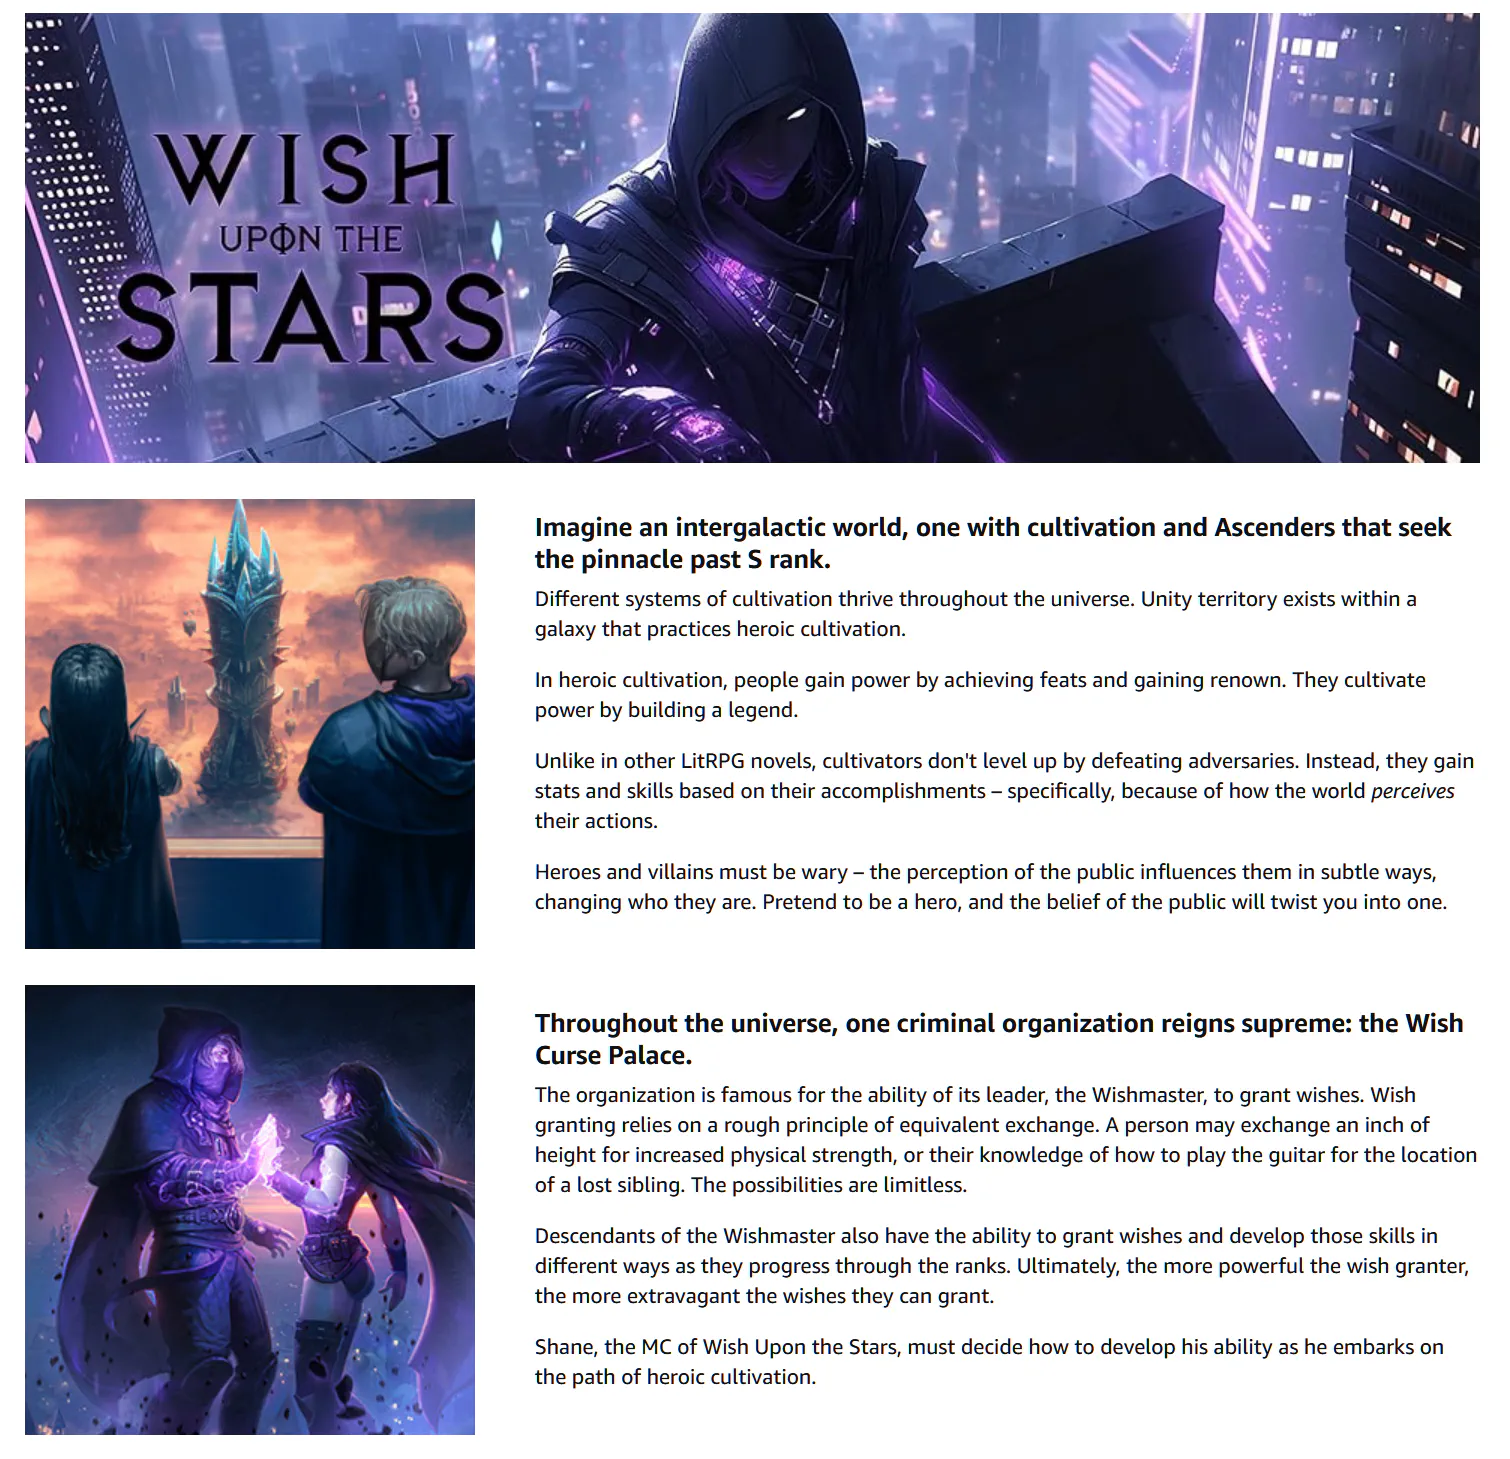 WISH
UPON THE
STARS
Imagine an intergalactic world, one with cultivation and Ascenders that seek
the pinnacle past S rank.
Different systems of cultivation thrive throughout the universe. Unity territory exists within a
galaxy that practices heroic cultivation.
In heroic cultivation, people gain power by achieving feats and gaining renown. They cultivate
power by building a legend.
Unlike in other LitRPG novels, cultivators don't level up by defeating adversaries. Instead, they gain
stats and skills based on their accomplishments – specifically, because of how the world perceives
their actions.
Heroes and villains must be wary – the perception of the public influences them in subtle ways,
changing who they are. Pretend to be a hero, and the belief of the public will twist you into one.
Throughout the universe, one criminal organization reigns supreme: the Wish
Curse Palace.
The organization is famous for the ability of its leader, the Wishmaster, to grant wishes. Wish
granting relies on a rough principle of equivalent exchange. A person may exchange an inch of
height for increased physical strength, or their knowledge of how to play the guitar for the location
of a lost sibling. The possibilities are limitless.
Descendants of the Wishmaster also have the ability to grant wishes and develop those skills in
different ways as they progress through the ranks. Ultimately, the more powerful the wish granter,
the more extravagant the wishes they can grant.
Shane, the MC of Wish Upon the Stars, must decide how to develop his ability as he embarks on
the path of heroic cultivation.